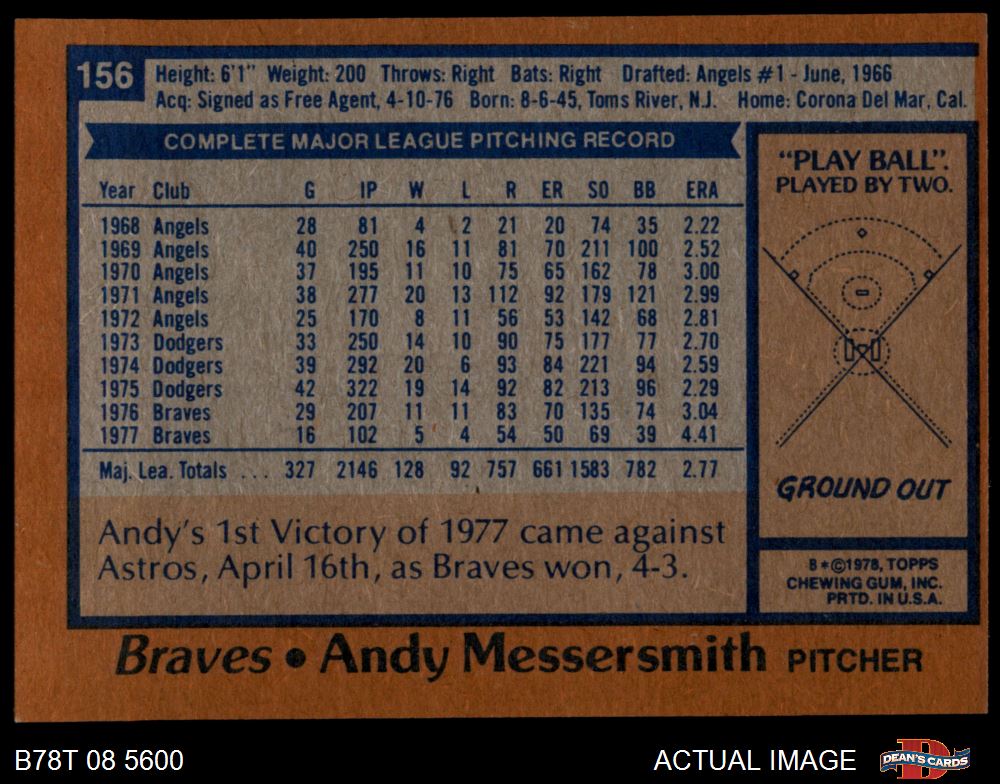 156
Height: 6'1" Weight: 200 Throws: Right Bats: Right Drafted: Angels #1 - June, 1966
Acq: Signed as Free Agent, 4-10-76 Born: 8-6-45, Toms River, N.J. Home: Corona Del Mar, Cal.
COMPLETE MAJOR LEAGUE PITCHING RECORD
Year Club G IP W L R ER SO BB ERA
1968 Angels 28 81 4 2 21 20 74 35 2.22
1969 Angels 40 250 16 11 81 70 211 100 2.52
1970 Angels 37 195 11 10 75 65 162 78 3.00
1971 Angels 38 277 20 13 112 92 179 121 2.99
1972 Angels 25 170 8 11 56 53 142 68 2.81
1973 Dodgers 33 250 14 10 90 75 177 77 2.70
1974 Dodgers 39 292 20 6 93 84 221 94 2.59
1975 Dodgers 42 322 19 14 92 82 213 96 2.29
1976 Braves 29 207 11 11 83 70 135 74 3.04
1977 Braves 16 102 5 4 54 50 69 39 4.41
Maj. Lea. Totals ... 327 2146 128 92 757 661 1583 782 2.77
Andy's 1st Victory of 1977 came against
Astros, April 16th, as Braves won, 4-3.
"PLAY BALL".
PLAYED BY TWO.
GROUND OUT
8*©1978, TOPPS
CHEWING GUM, INC.
PRTD. IN U.S.A.
Braves • Andy Messersmith PITCHER
B78T 08 5600
ACTUAL IMAGE
DEAN'S CARDS